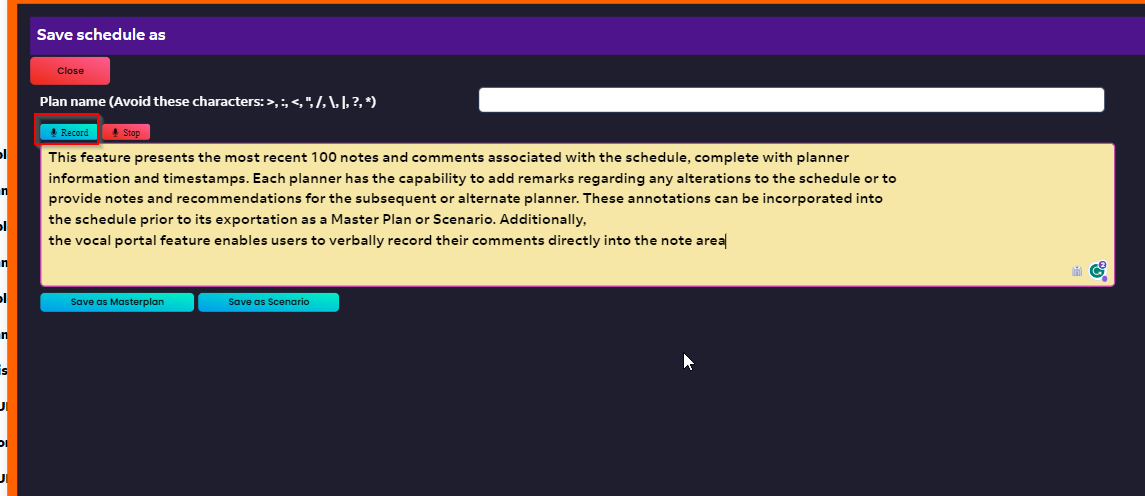 Save schedule as
Close
Plan name (Avoid these characters: >, :, <, ", /, \, |, ?, *)
Record Stop
This feature presents the most recent 100 notes and comments associated with the schedule, complete with planner
information and timestamps. Each planner has the capability to add remarks regarding any alterations to the schedule or to
provide notes and recommendations for the subsequent or alternate planner. These annotations can be incorporated into
the schedule prior to its exportation as a Master Plan or Scenario. Additionally,
the vocal portal feature enables users to verbally record their comments directly into the note area
2
Save as Masterplan Save as Scenario